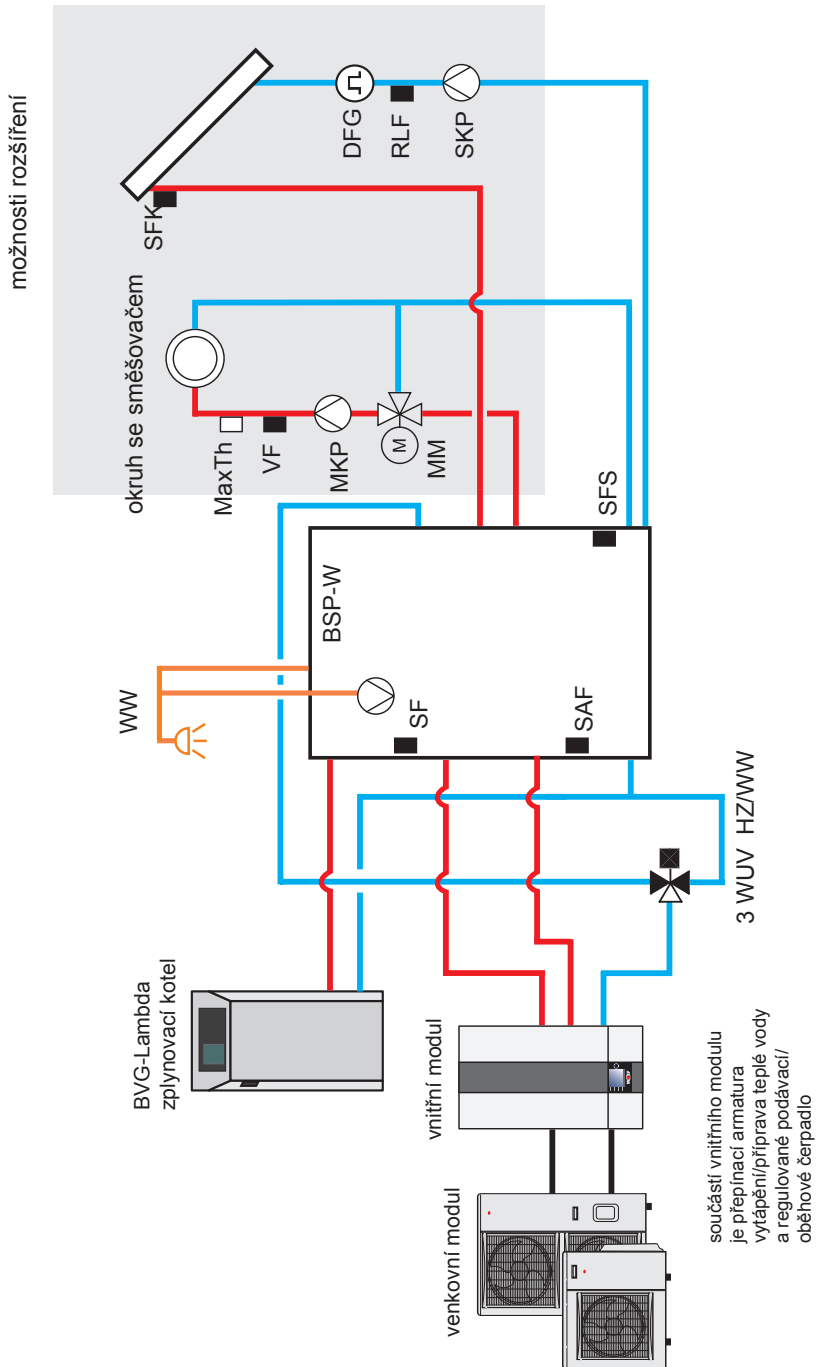 možnosti rozšíření
SFK
DFG
RLF
SKP
okruh se směšovačem
MaxTh
VF
MKP
M
MM
WW
BSP-W
SF
SAF
SFS
3 WUV HZ/WW
BVG-Lambda
zplynovací kotel
vnitřní modul
venkovní modul
součástí vnitřního modulu
je přepínací armatura
vytápění/příprava teplé vody
a regulované podávací/
oběhové čerpadlo